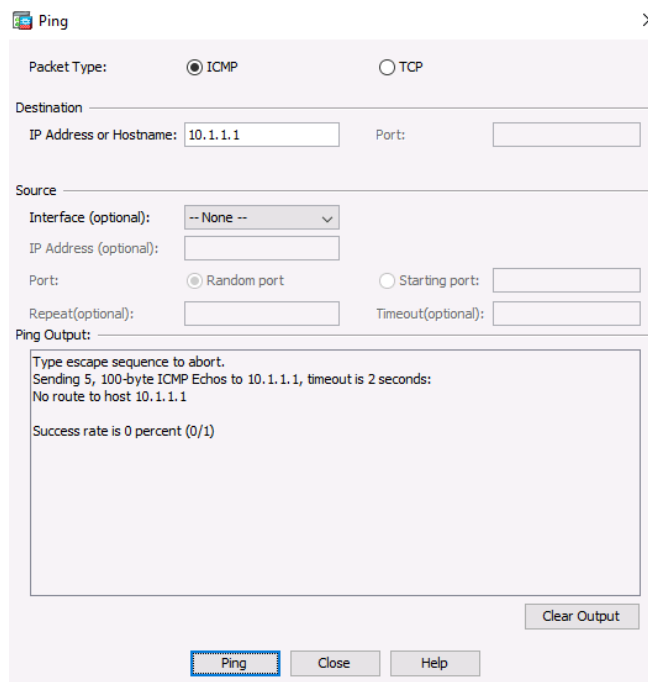 Ping
Packet Type: ICMP TCP
Destination
IP Address or Hostname: 10.1.1.1 Port:
Source
Interface (optional): -- None --
IP Address (optional):
Port: Random port Starting port:
Repeat(optional): Timeout(optional):
Ping Output:
Type escape sequence to abort.
Sending 5, 100-byte ICMP Echos to 10.1.1.1, timeout is 2 seconds:
No route to host 10.1.1.1
Success rate is 0 percent (0/1)
Clear Output
Ping Close Help